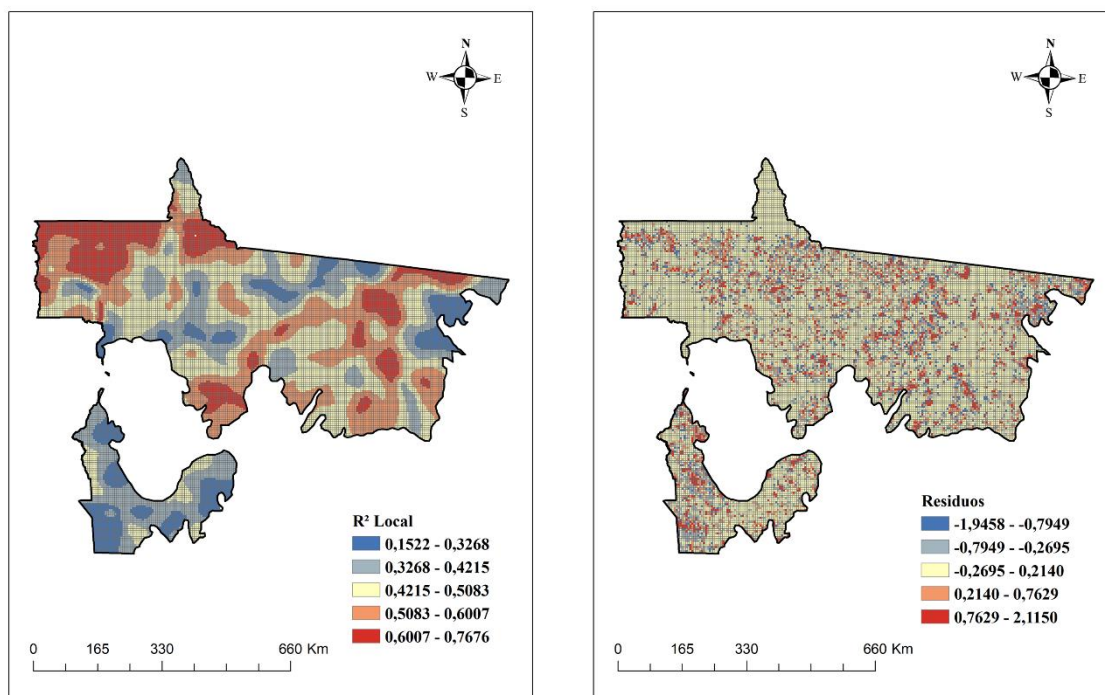 N
W E
S
R² Local
0,1522 - 0,3268
0,3268 - 0,4215
0,4215 - 0,5083
0,5083 - 0,6007
0,6007 - 0,7676
0 165 330 660 Km
N
W E
S
Residuos
-1,9458 - -0,7949
-0,7949 - -0,2695
-0,2695 - 0,2140
0,2140 - 0,7629
0,7629 - 2,1150
0 165 330 660 Km